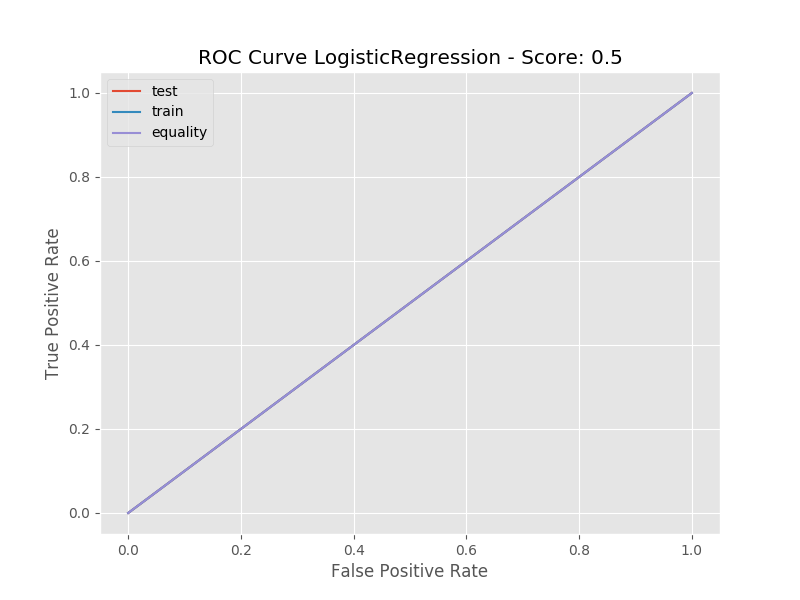 ROC Curve LogisticRegression - Score: 0.5
test
train
equality
True Positive Rate
1.0
0.8
0.6
0.4
0.2
0.0
0.0 0.2 0.4 0.6 0.8 1.0
False Positive Rate